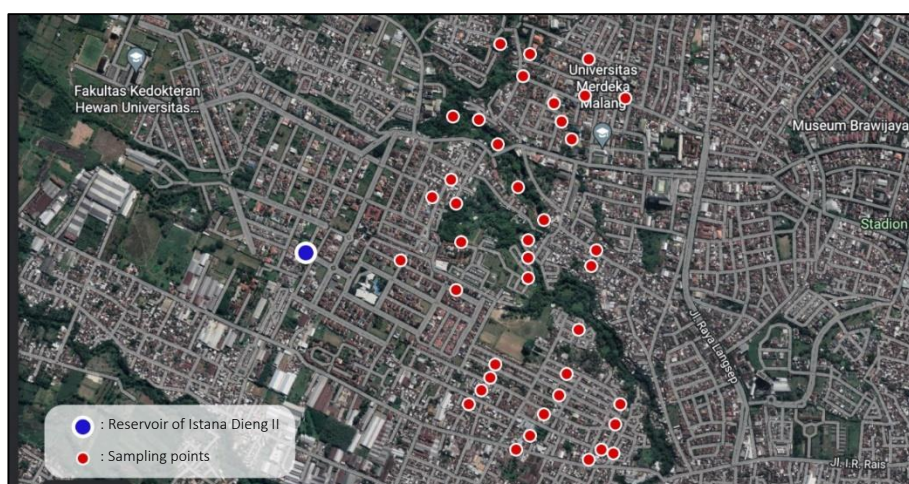 Fakultas Kedokteran
Hewan Universitas...
Universitas
Merdeka
Malang
Museum Brawijaya
Stadion
Jl. Raya Langsep
Jl. I.R. Rais
: Reservoir of Istana Dieng II
: Sampling points